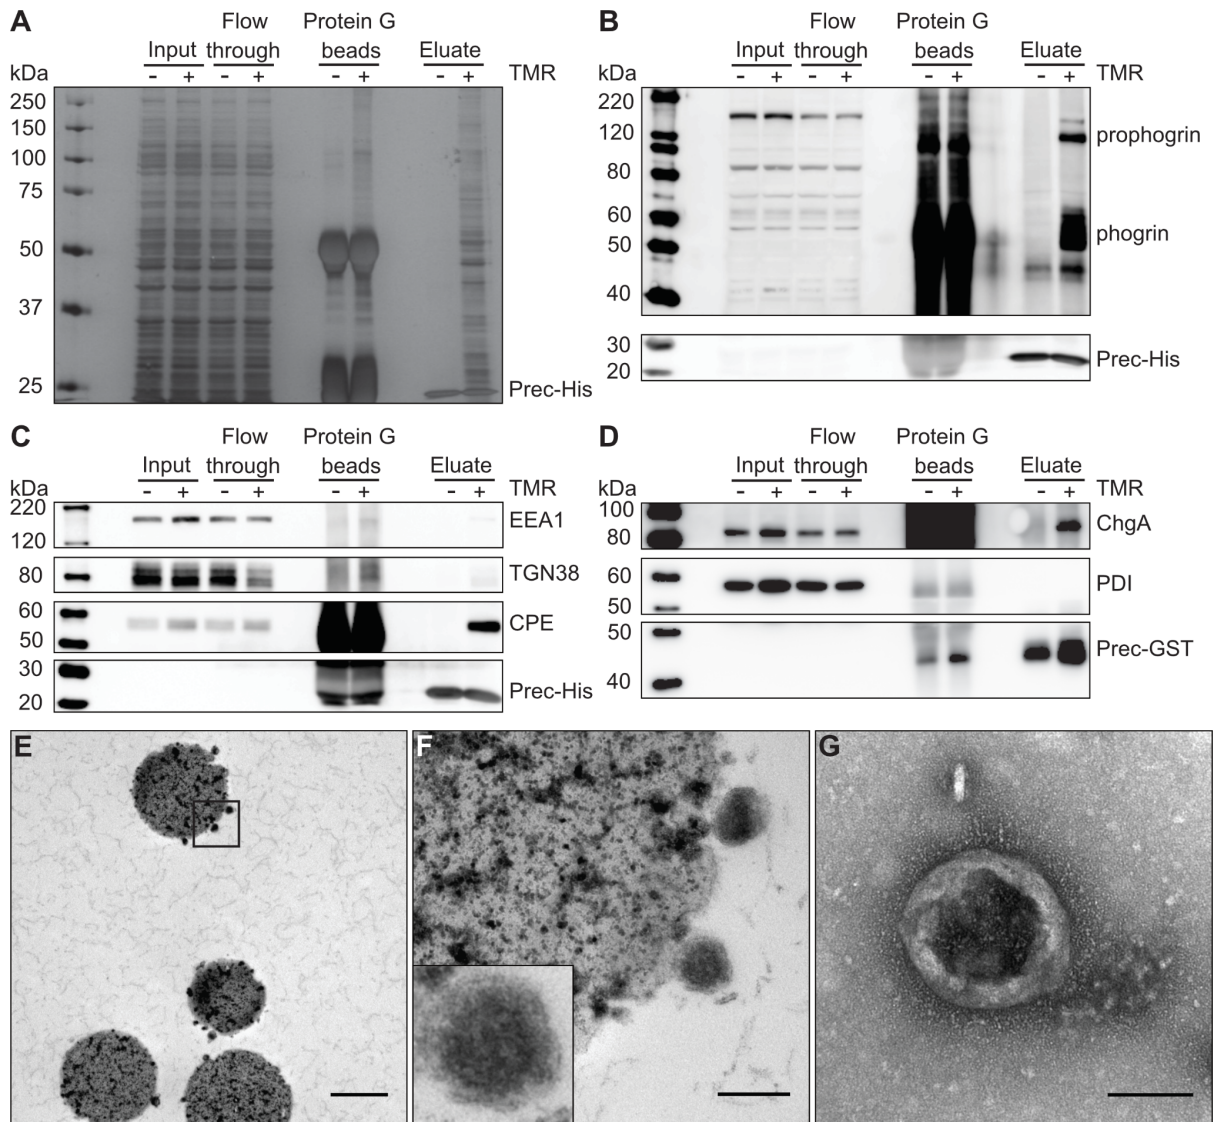 A
Flow Protein G
Input through beads Eluate
kDa - + - + - + - + TMR
250
150
100
75
50
37
25
Prec-His
B
Flow Protein G
Input through beads Eluate
kDa - + - + - + - + TMR
220
120 prophogrin
80
60
phogrin
50
40
30
Prec-His
20
C
Flow Protein G
Input through beads Eluate
kDa - + - + - + - + TMR
220
EEA1
120
80 TGN38
60
CPE
50
30
Prec-His
20
D
Flow Protein G
Input through beads Eluate
kDa - + - + - + - + TMR
100
ChgA
80
60
PDI
50
50
Prec-GST
40
E F G